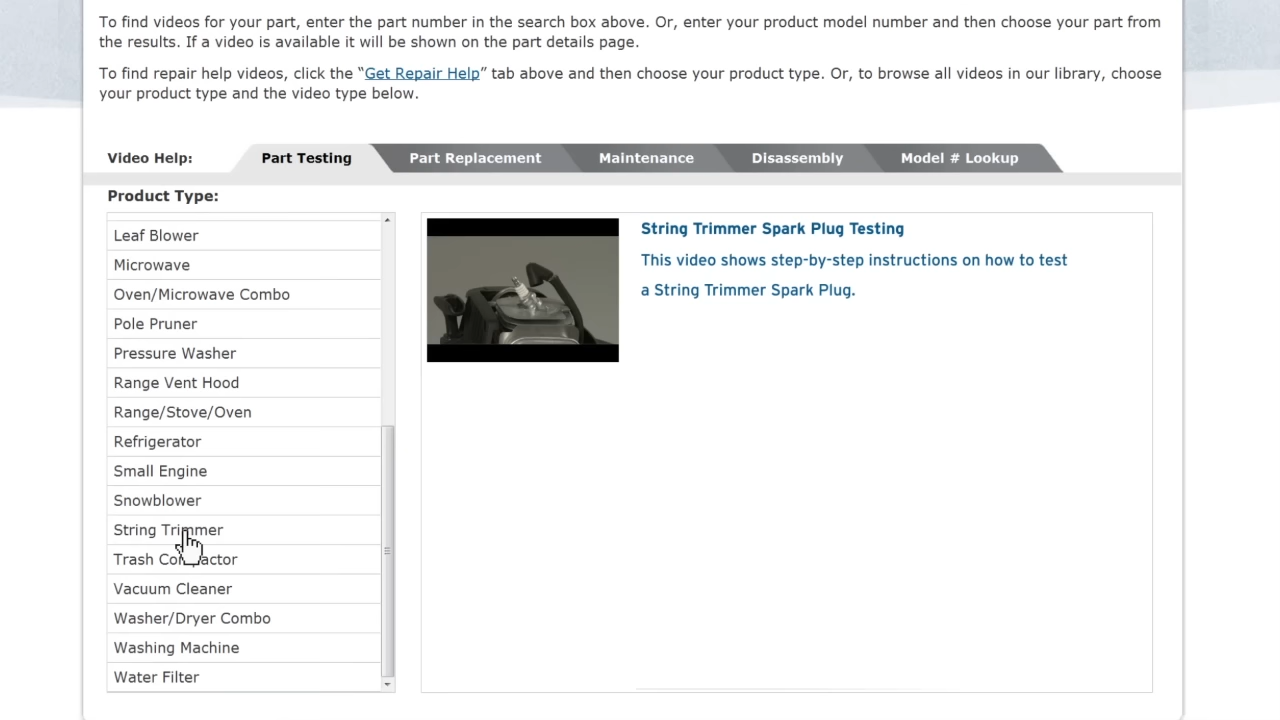 To find videos for your part, enter the part number in the search box above. Or, enter your product model number and then choose your part from
the results. If a video is available it will be shown on the part details page.
To find repair help videos, click the “Get Repair Help” tab above and then choose your product type. Or, to browse all videos in our library, choose
your product type and the video type below.
Video Help: Part Testing Part Replacement Maintenance Disassembly Model # Lookup
Product Type:
Leaf Blower
Microwave
Oven/Microwave Combo
Pole Pruner
Pressure Washer
Range Vent Hood
Range/Stove/Oven
Refrigerator
Small Engine
Snowblower
String Trimmer
Trash Compactor
Vacuum Cleaner
Washer/Dryer Combo
Washing Machine
Water Filter
String Trimmer Spark Plug Testing
This video shows step-by-step instructions on how to test
a String Trimmer Spark Plug.